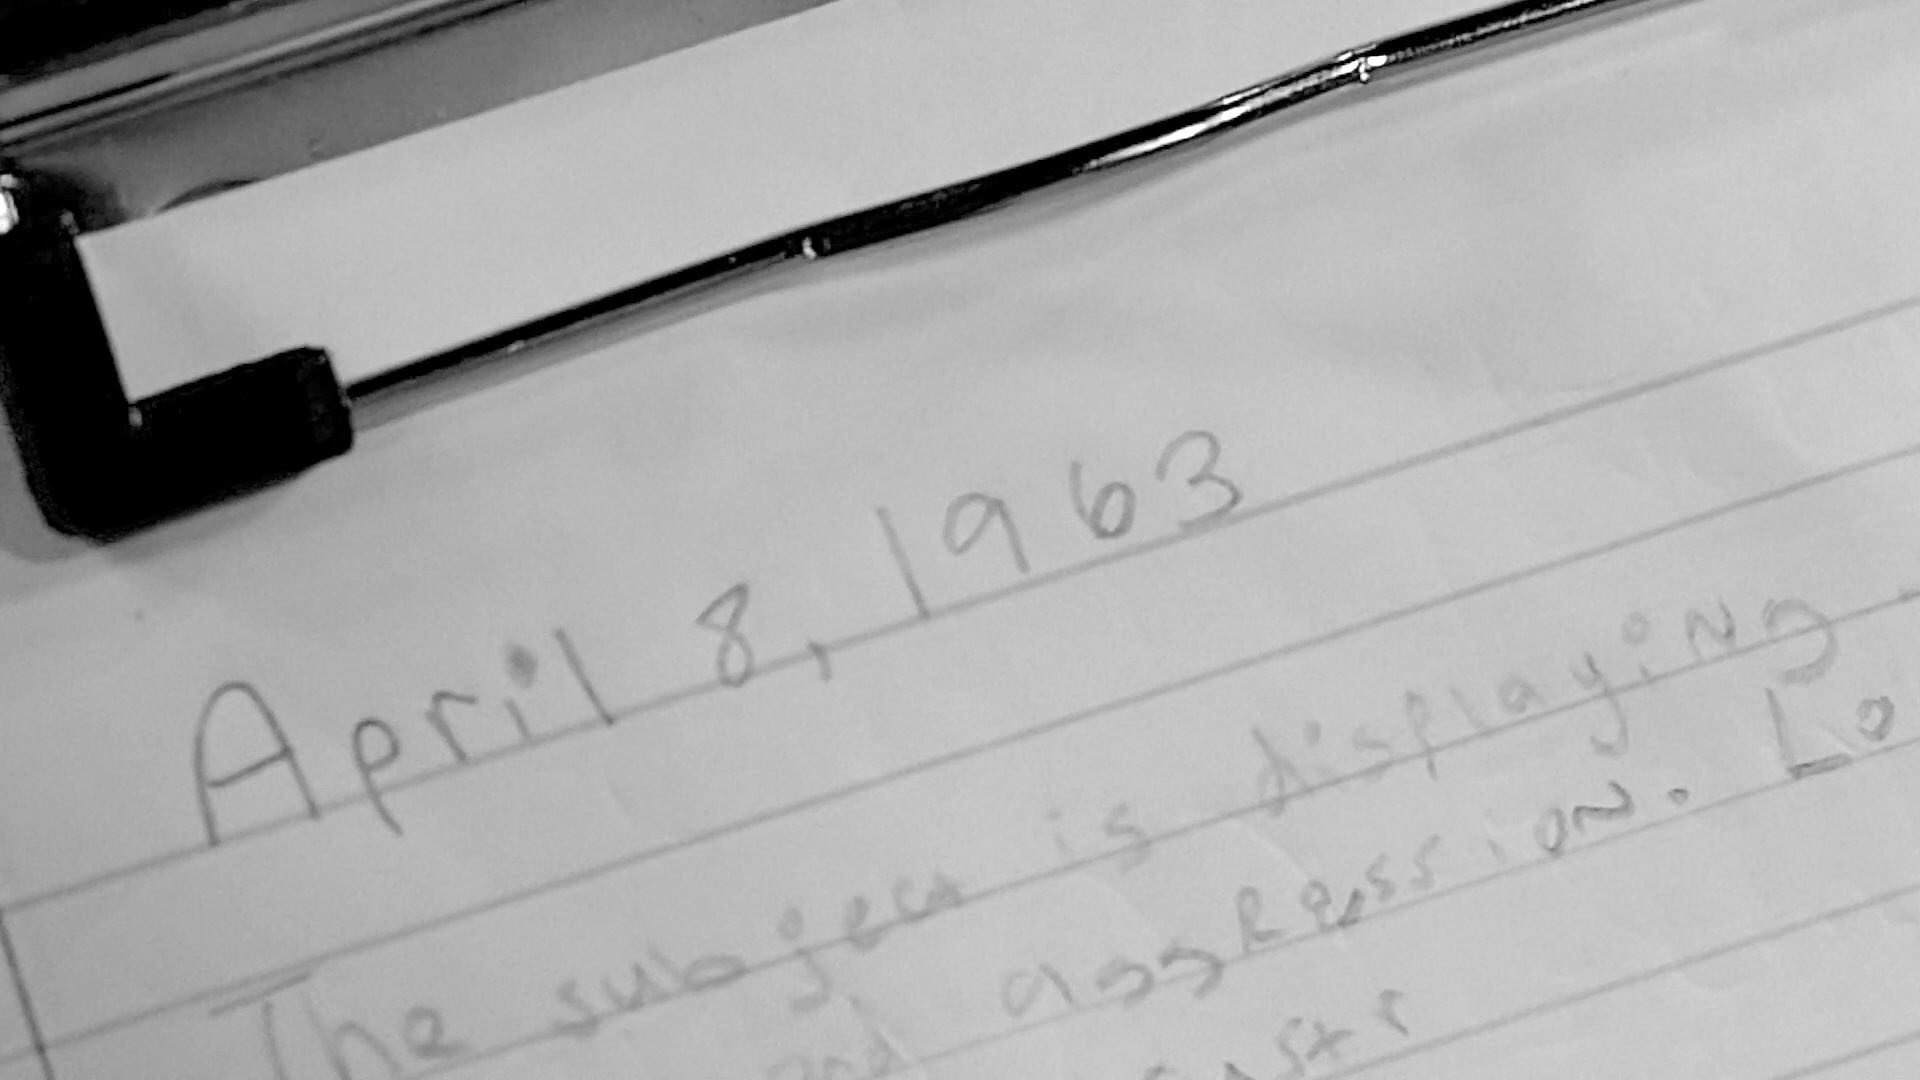 April 8, 1963
The subject is displaying
and aggRession. Lo